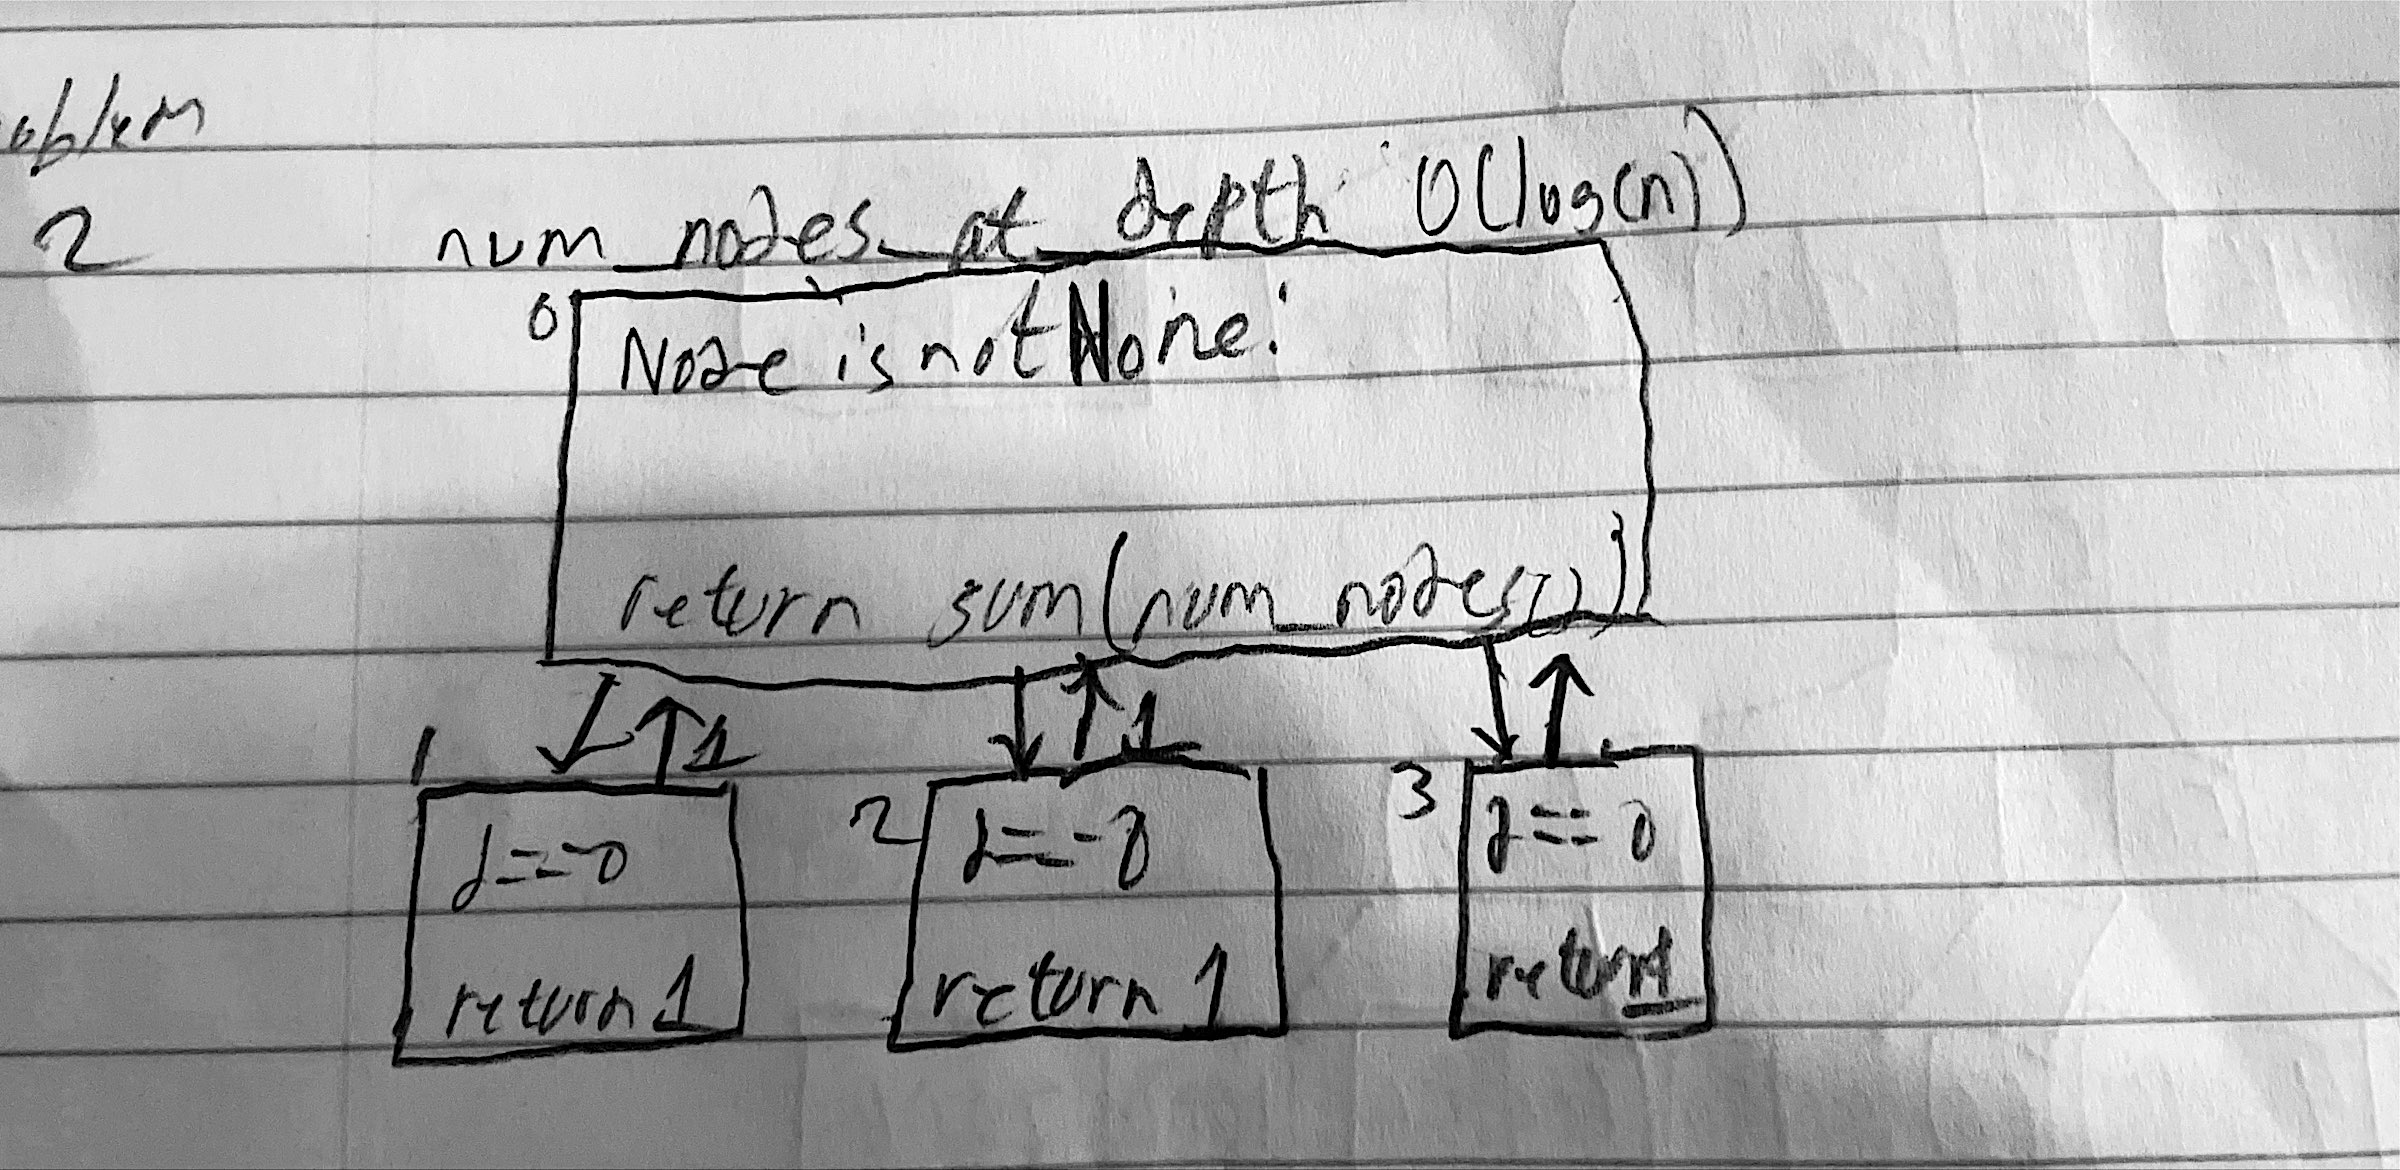 oblem
2
num_nodes_at_depth O(log(n))
0
Node is not None:
return sum(num_nodes())
1 1
2 1
3
d==0
d==0
d==0
return 1
return 1
return 1